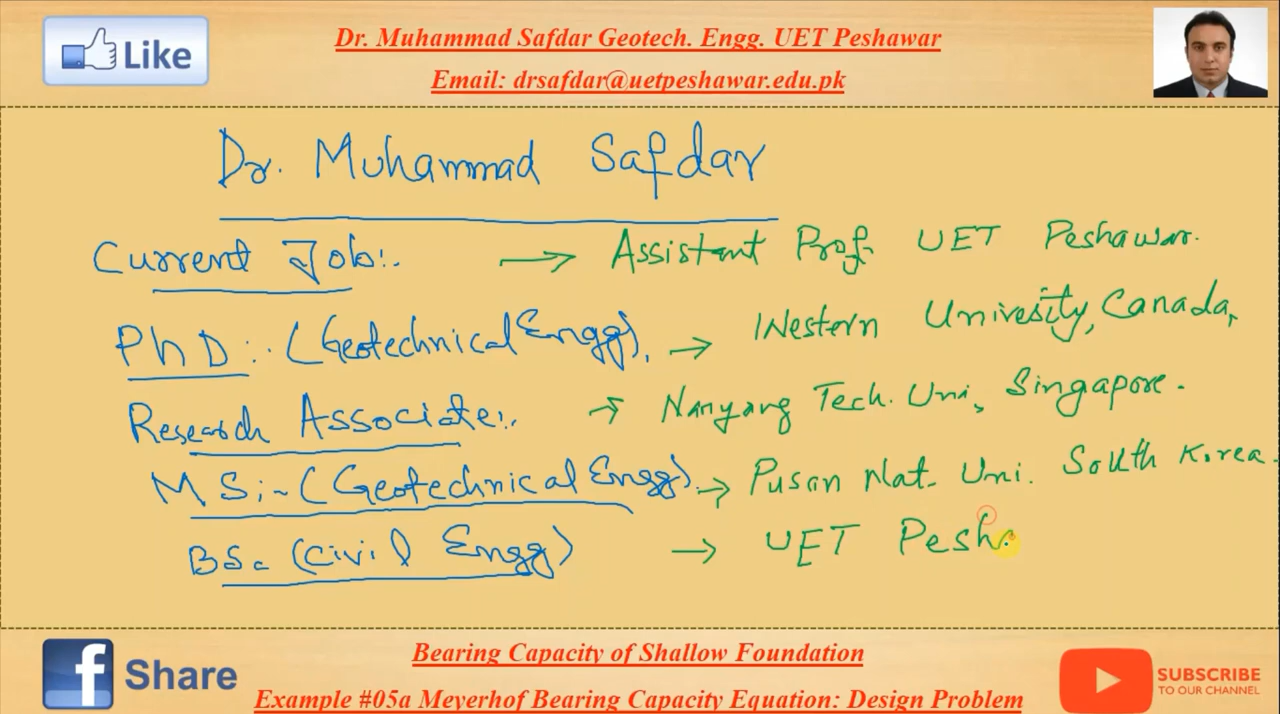 Like
Dr. Muhammad Safdar Geotech. Engg. UET Peshawar
Email: drsafdar@uetpeshawar.edu.pk
Dr. Muhammad Safdar
Current Job:. → Assistant Prof. UET Peshawar.
PhD:. (Geotechnical Engg). → Western Univesity, Canada,
Research Associate:. → Nanyang Tech. Uni, Singapore.
MS:~ (Geotechnical Engg). → Pusan Nat. Uni. South Korea.
BSc (Civil Engg) → UET Pesh.
f Share
Bearing Capacity of Shallow Foundation
Example #05a Meyerhof Bearing Capacity Equation: Design Problem
SUBSCRIBE
TO OUR CHANNEL